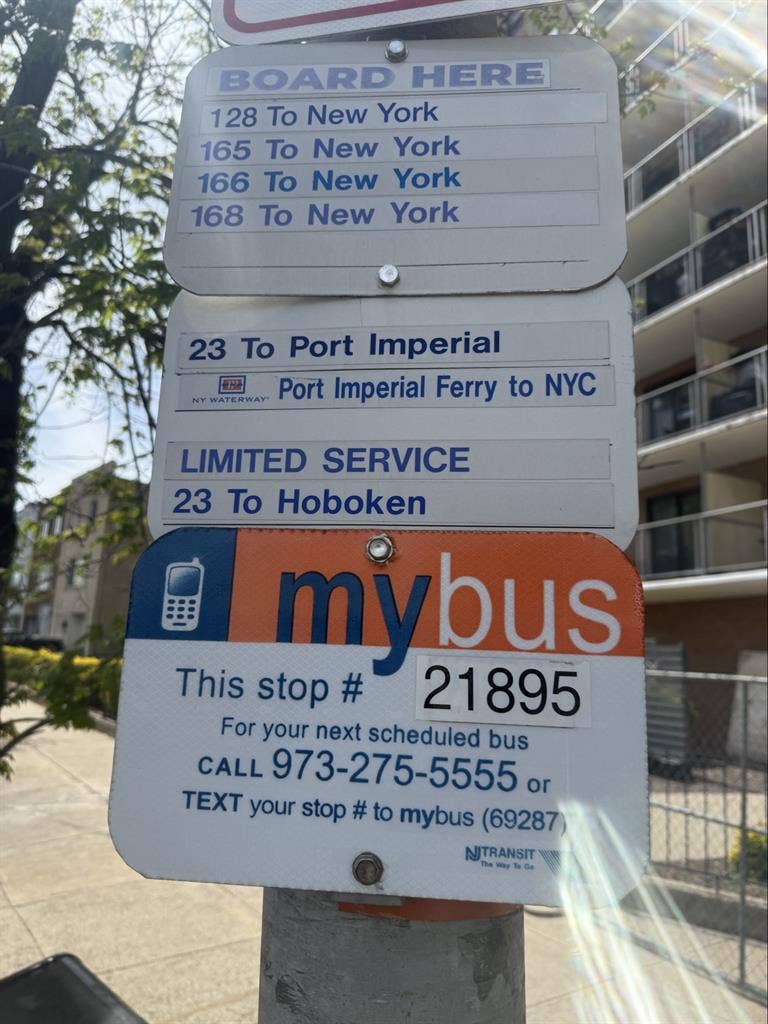 BOARD HERE
128 To New York
165 To New York
166 To New York
168 To New York
23 To Port Imperial
NY WATERWAY Port Imperial Ferry to NYC
LIMITED SERVICE
23 To Hoboken
mybus
This stop # 21895
For your next scheduled bus
CALL 973-275-5555 or
TEXT your stop # to mybus (69287)
NJTRANSIT
The Way To Go